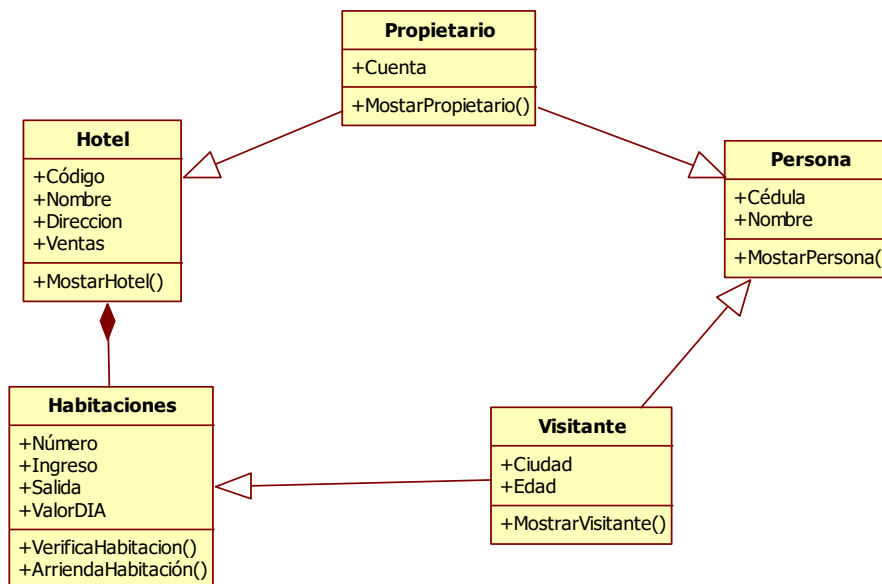 Propietario
+Cuenta
+MostarPropietario()
Hotel
+Código
+Nombre
+Direccion
+Ventas
+MostarHotel()
Persona
+Cédula
+Nombre
+MostarPersona(
Habitaciones
+Número
+Ingreso
+Salida
+ValorDIA
+VerificaHabitacion()
+ArriendaHabitación()
Visitante
+Ciudad
+Edad
+MostrarVisitante()